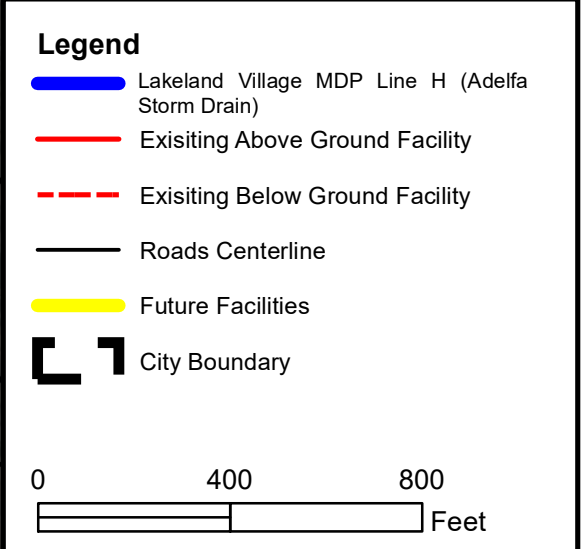 Legend
Lakeland Village MDP Line H (Adelfa
Storm Drain)
Exisiting Above Ground Facility
Exisiting Below Ground Facility
Roads Centerline
Future Facilities
City Boundary
0 400 800
Feet